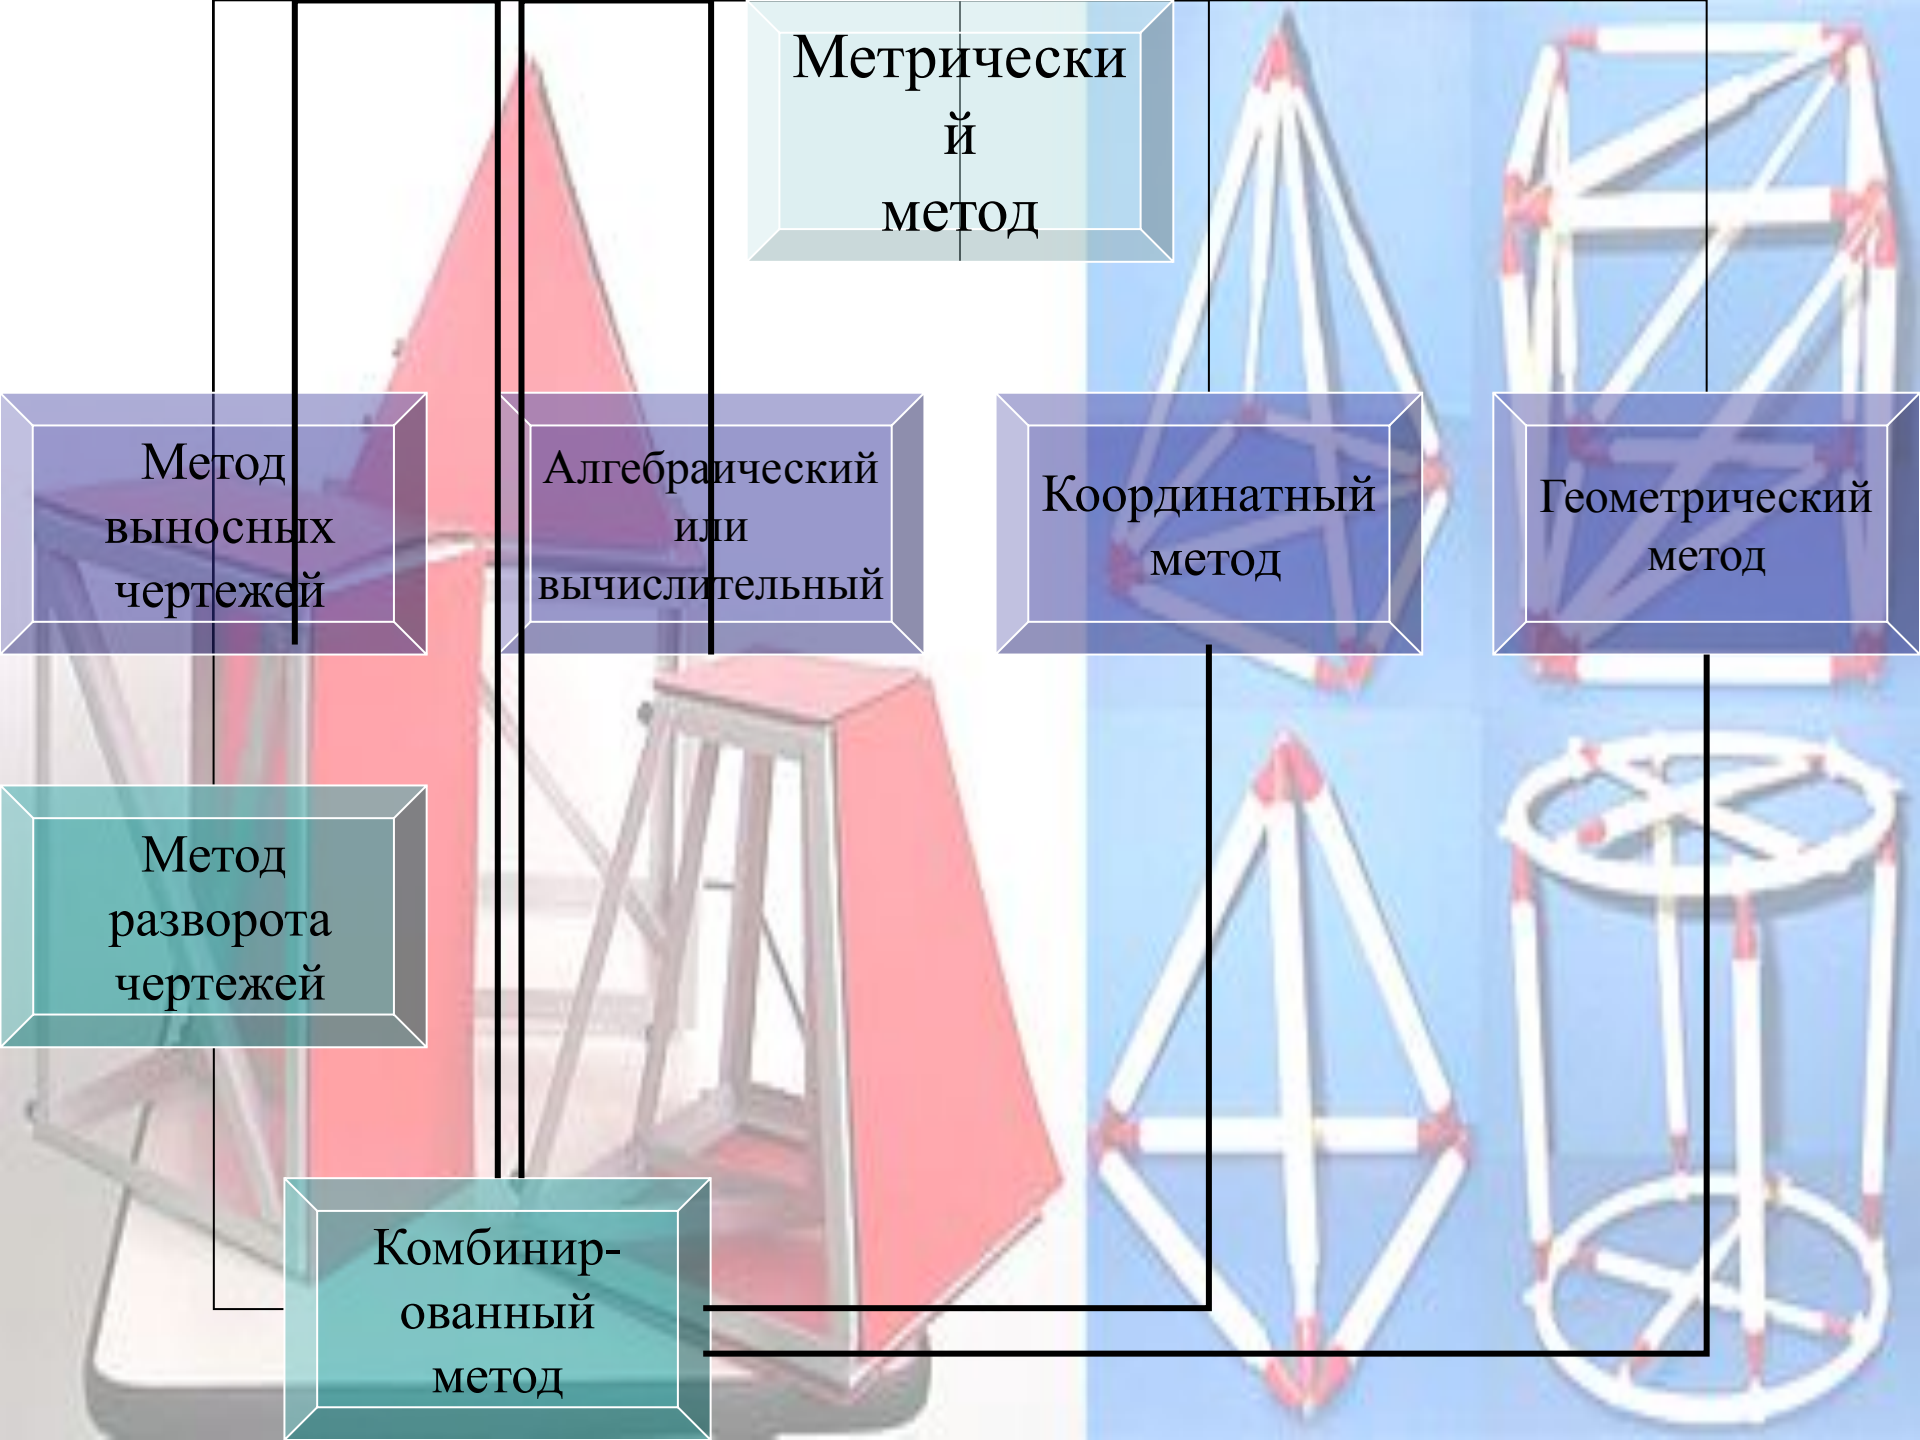 Метрически
й
метод
Метод
выносных
чертежей
Алгебраический
или
вычислительный
Координатный
метод
Геометрический
метод
Метод
разворота
чертежей
Комбинир-
ованный
метод